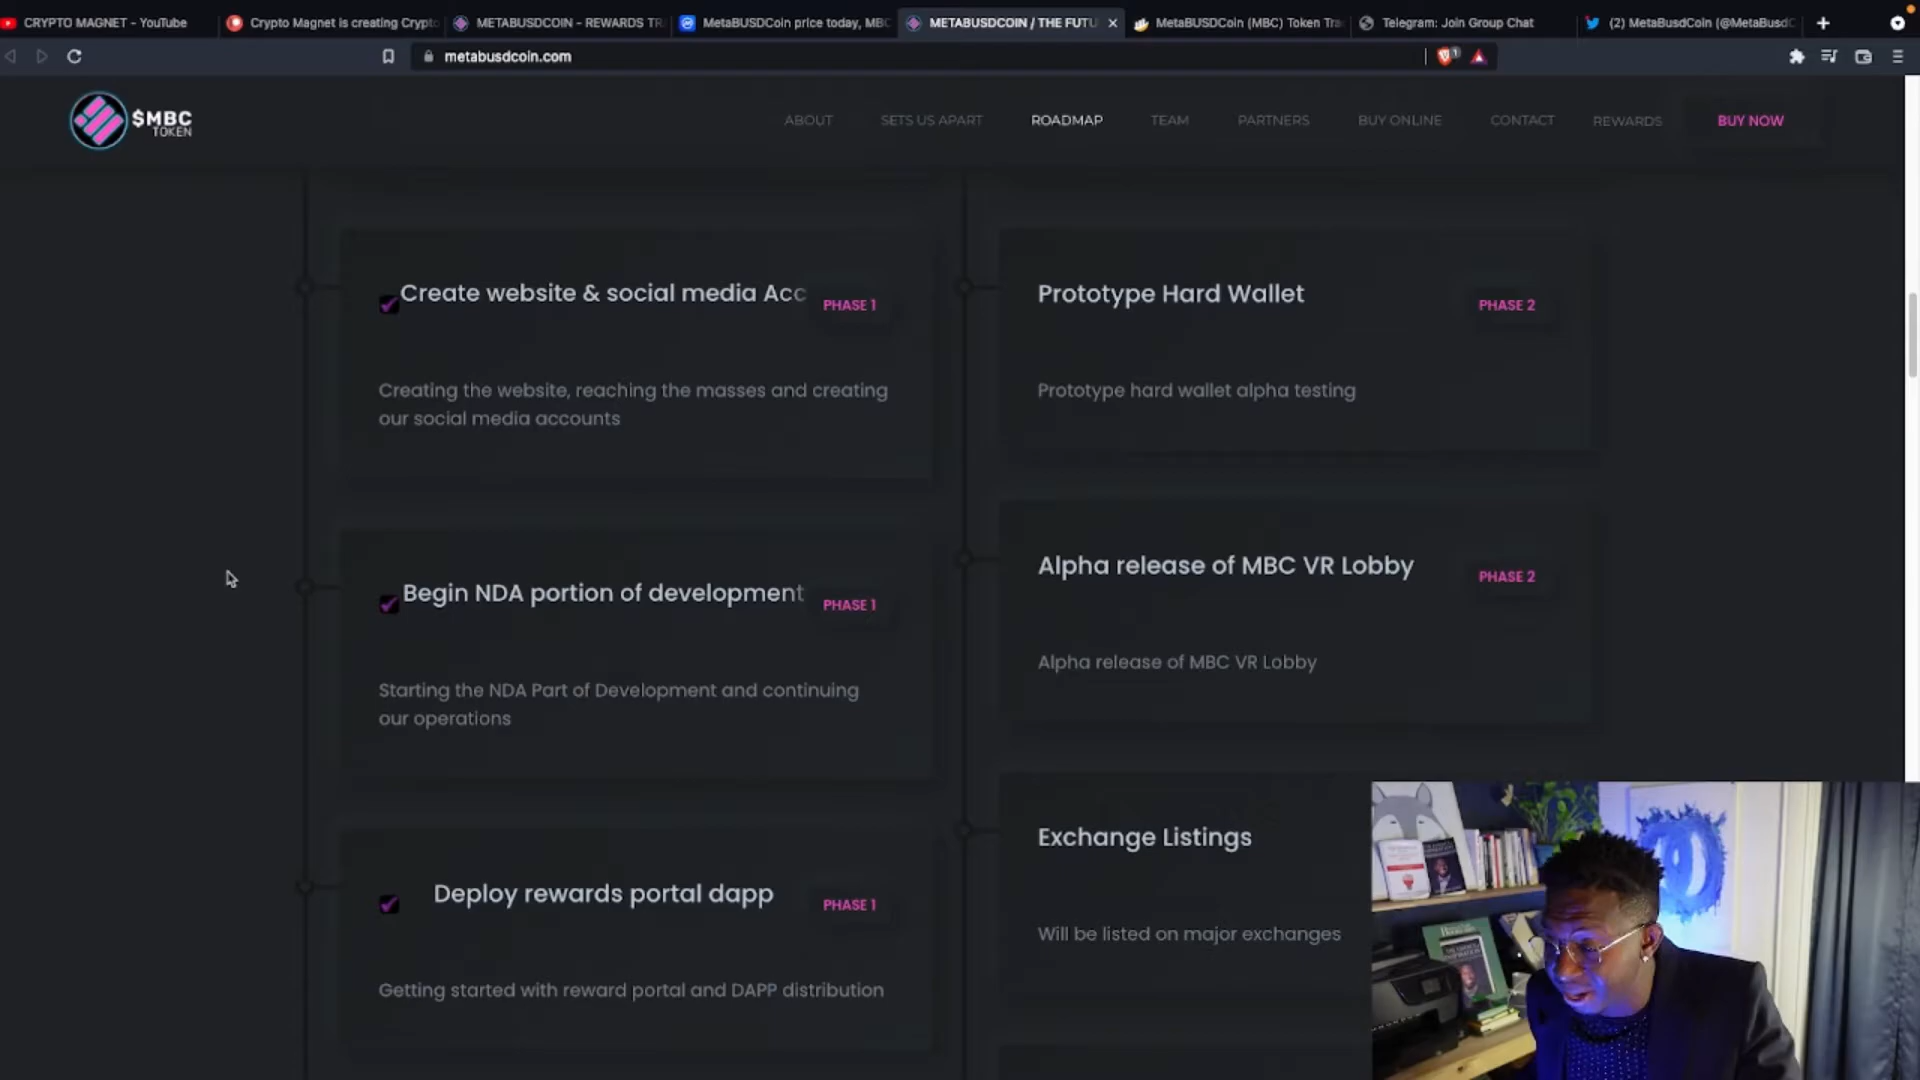 CRYPTO MAGNET - YouTube
Crypto Magnet is creating Crypto
METABUSDCOIN - REWARDS TR
MetaBUSDCoin price today, MBC
METABUSDCOIN / THE FUTU
MetaBUSDCoin (MBC) Token Tra
Telegram: Join Group Chat
(2) MetaBusdCoin (@MetaBusdC
metabusdcoin.com
1
$MBC
TOKEN
ABOUT
SETS US APART
ROADMAP
TEAM
PARTNERS
BUY ONLINE
CONTACT
REWARDS
BUY NOW
Create website & social media Acc
PHASE 1
Creating the website, reaching the masses and creating
our social media accounts
Begin NDA portion of development
PHASE 1
Starting the NDA Part of Development and continuing
our operations
Deploy rewards portal dapp
PHASE 1
Getting started with reward portal and DAPP distribution
Prototype Hard Wallet
PHASE 2
Prototype hard wallet alpha testing
Alpha release of MBC VR Lobby
PHASE 2
Alpha release of MBC VR Lobby
Exchange Listings
Will be listed on major exchanges